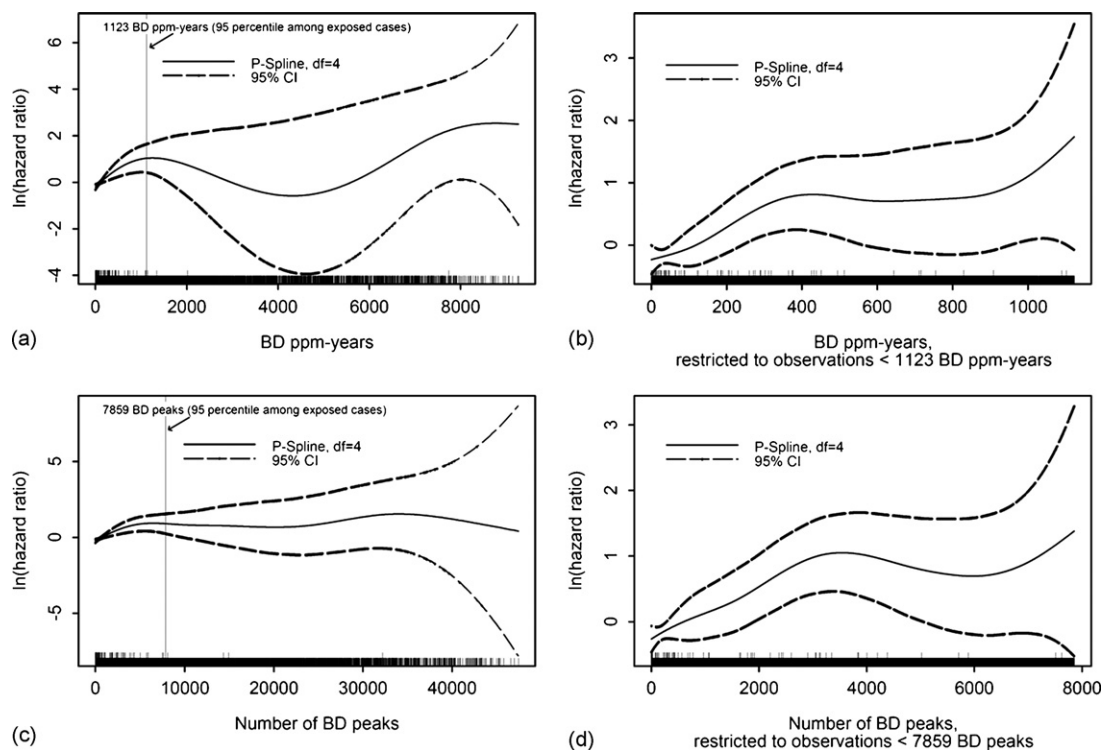 1123 BD ppm-years (95 percentile among exposed cases)
P-Spline, df=4
95% CI
ln(hazard ratio)
6
4
2
0
-2
-4
0
2000
4000
6000
8000
(a)
BD ppm-years
P-Spline, df=4
95% CI
ln(hazard ratio)
3
2
1
0
0
200
400
600
800
1000
(b)
BD ppm-years,
restricted to observations < 1123 BD ppm-years
7859 BD peaks (95 percentile among exposed cases)
P-Spline, df=4
95% CI
ln(hazard ratio)
5
0
-5
0
10000
20000
30000
40000
(c)
Number of BD peaks
P-Spline, df=4
95% CI
ln(hazard ratio)
3
2
1
0
0
2000
4000
6000
8000
(d)
Number of BD peaks,
restricted to observations < 7859 BD peaks